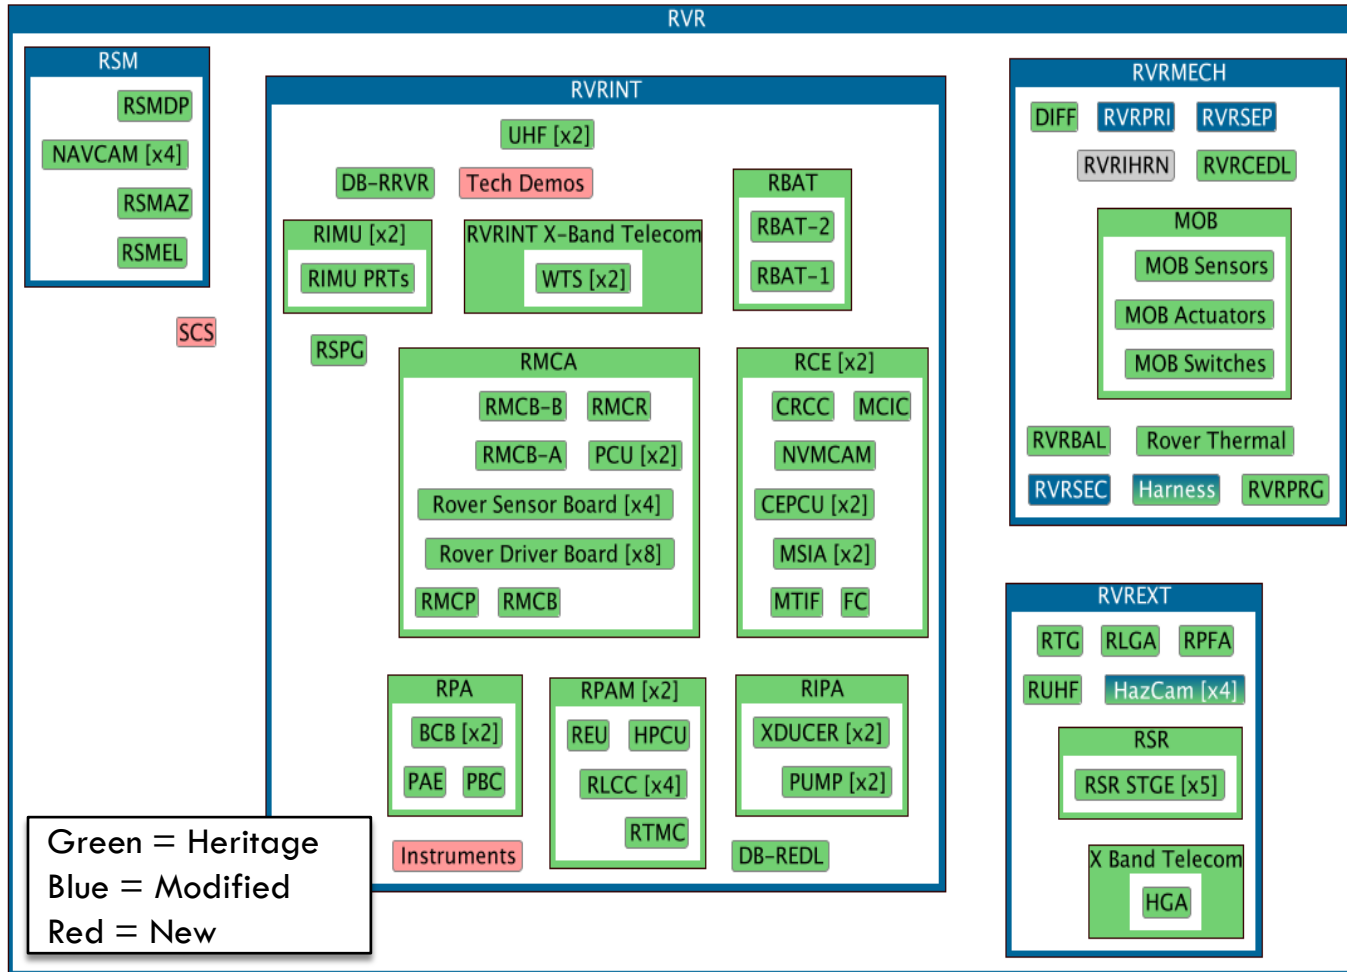 RVR
RSM
RSMDP
NAVCAM [x4]
RSMAZ
RSMEL
SCS
RVRINT
UHF [x2]
DB-RRVR
Tech Demos
RIMU [x2]
RIMU PRTs
RVRINT X-Band Telecom
WTS [x2]
RBAT
RBAT-2
RBAT-1
RSPG
RMCA
RMCB-B
RMCR
RMCB-A
PCU [x2]
Rover Sensor Board [x4]
Rover Driver Board [x8]
RMCP
RMCB
RCE [x2]
CRCC
MCIC
NVMCAM
CEPCU [x2]
MSIA [x2]
MTIF
FC
RPA
BCB [x2]
PAE
PBC
RPAM [x2]
REU
HPCU
RLCC [x4]
RTMC
RIPA
XDUCER [x2]
PUMP [x2]
Instruments
DB-REDL
RVRMECH
DIFF
RVRPRI
RVRSEP
RVRIHRN
RVRCEDL
MOB
MOB Sensors
MOB Actuators
MOB Switches
RVRBAL
Rover Thermal
RVRSEC
Harness
RVRPRG
RVREXT
RTG
RLGA
RPFA
RUHF
HazCam [x4]
RSR
RSR STGE [x5]
X Band Telecom
HGA
Green = Heritage
Blue = Modified
Red = New